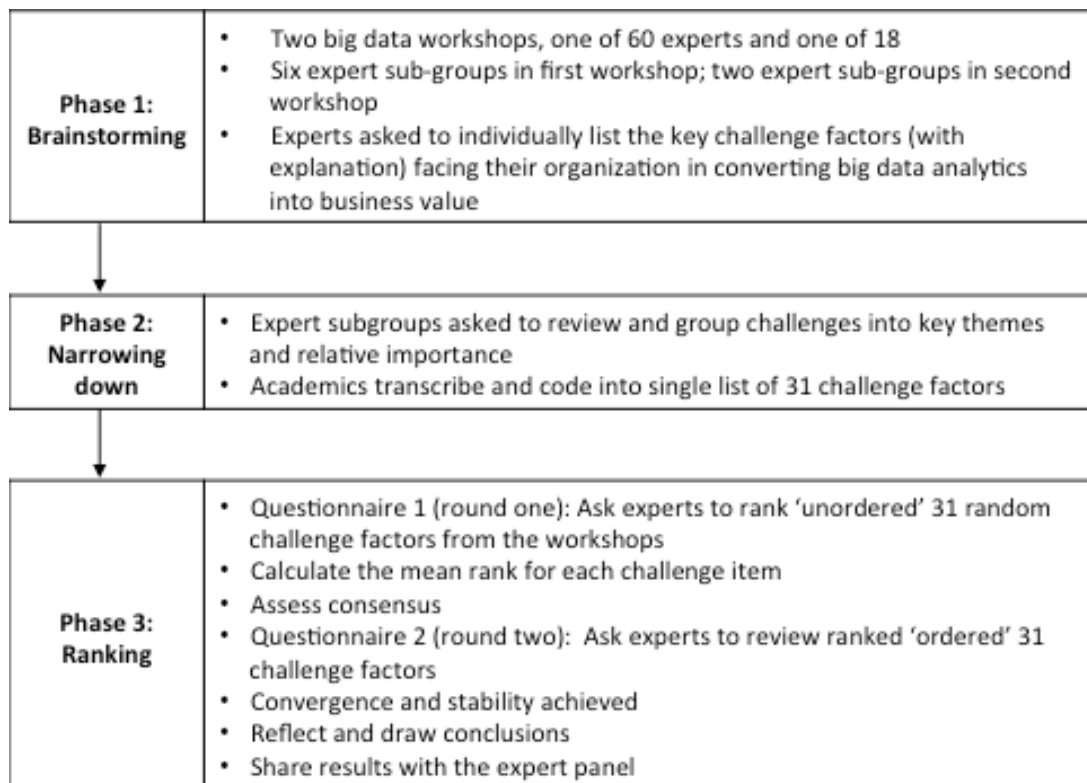 Phase 1:
Brainstorming
• Two big data workshops, one of 60 experts and one of 18
• Six expert sub-groups in first workshop; two expert sub-groups in second
workshop
• Experts asked to individually list the key challenge factors (with
explanation) facing their organization in converting big data analytics
into business value
Phase 2:
Narrowing
down
• Expert subgroups asked to review and group challenges into key themes
and relative importance
• Academics transcribe and code into single list of 31 challenge factors
Phase 3:
Ranking
• Questionnaire 1 (round one): Ask experts to rank ‘unordered’ 31 random
challenge factors from the workshops
• Calculate the mean rank for each challenge item
• Assess consensus
• Questionnaire 2 (round two): Ask experts to review ranked ‘ordered’ 31
challenge factors
• Convergence and stability achieved
• Reflect and draw conclusions
• Share results with the expert panel